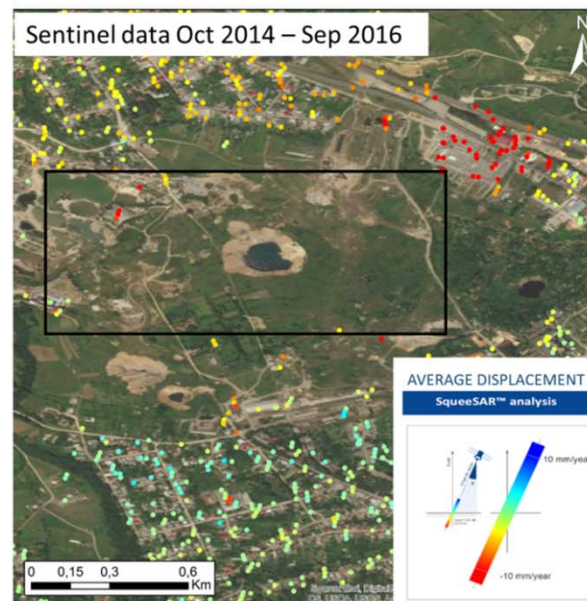 Sentinel data Oct 2014 – Sep 2016
N
AVERAGE DISPLACEMENT
SqueeSAR™ analysis
10 mm/year
-10 mm/year
0 0,15 0,3 0,6
Km